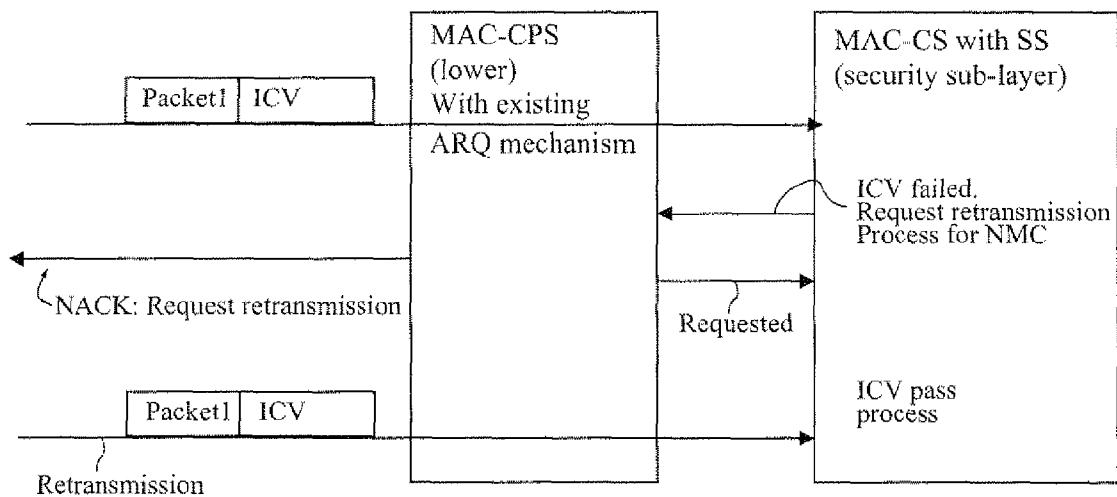 MAC-CPS
(lower)
With existing
ARQ mechanism
MAC-CS with SS
(security sub-layer)
Packet1 ICV
ICV failed.
Request retransmission
Process for NMC
NACK: Request retransmission
Requested
Packet1 ICV
ICV pass
process
Retransmission